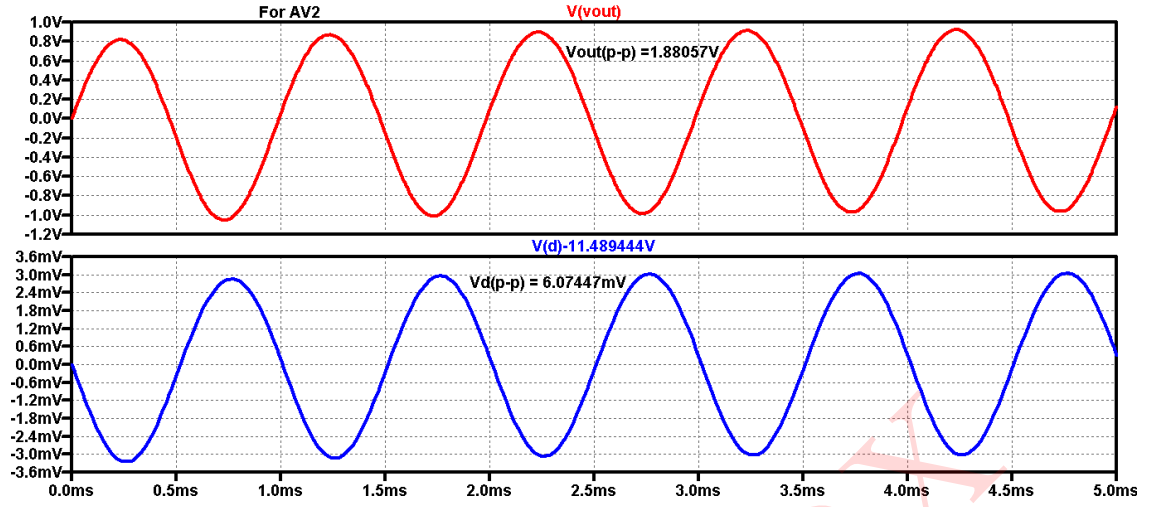 For AV2
V(vout)
1.0V
0.8V
0.6V
0.4V
0.2V
0.0V
-0.2V
-0.4V
-0.6V
-0.8V
-1.0V
-1.2V
Vout(p-p) =1.88057V
V(d)-11.489444V
3.6mV
3.0mV
2.4mV
1.8mV
1.2mV
0.6mV
0.0mV
-0.6mV
-1.2mV
-1.8mV
-2.4mV
-3.0mV
-3.6mV
Vd(p-p) = 6.07447mV
0.0ms 0.5ms 1.0ms 1.5ms 2.0ms 2.5ms 3.0ms 3.5ms 4.0ms 4.5ms 5.0ms